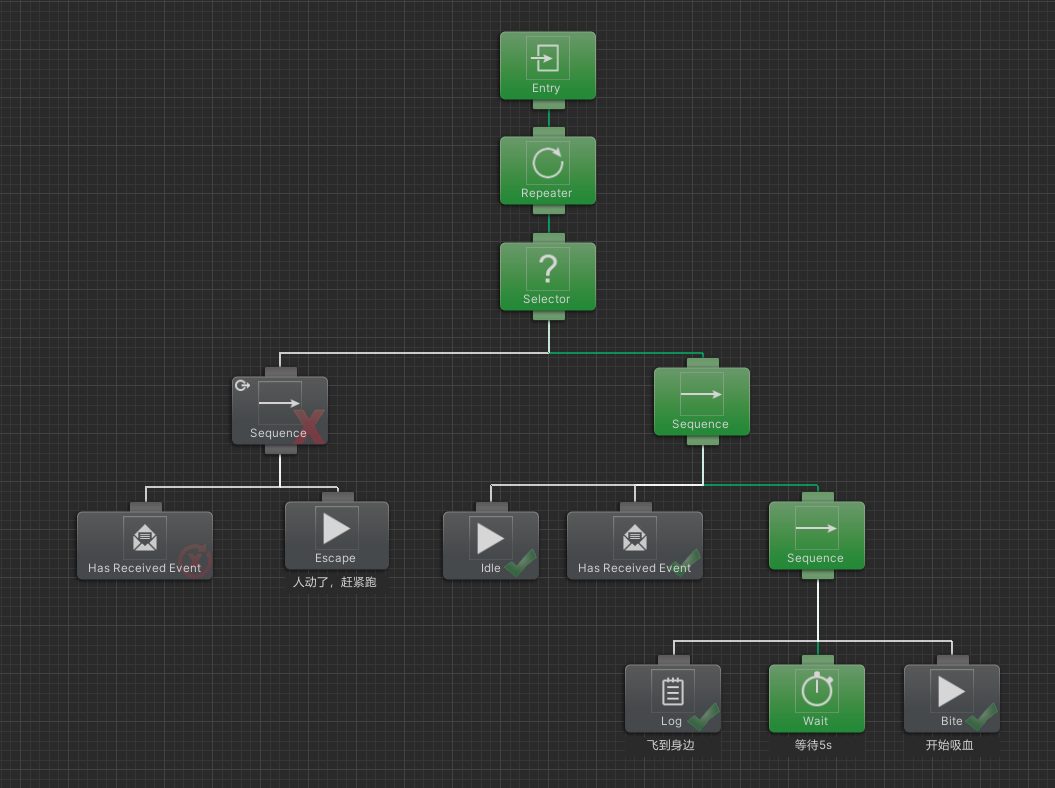 Entry
Repeater
Selector
Sequence
Sequence
Has Received Event
Escape
人动了，赶紧跑
Idle
Has Received Event
Sequence
Log
飞到身边
Wait
等待5s
Bite
开始吸血